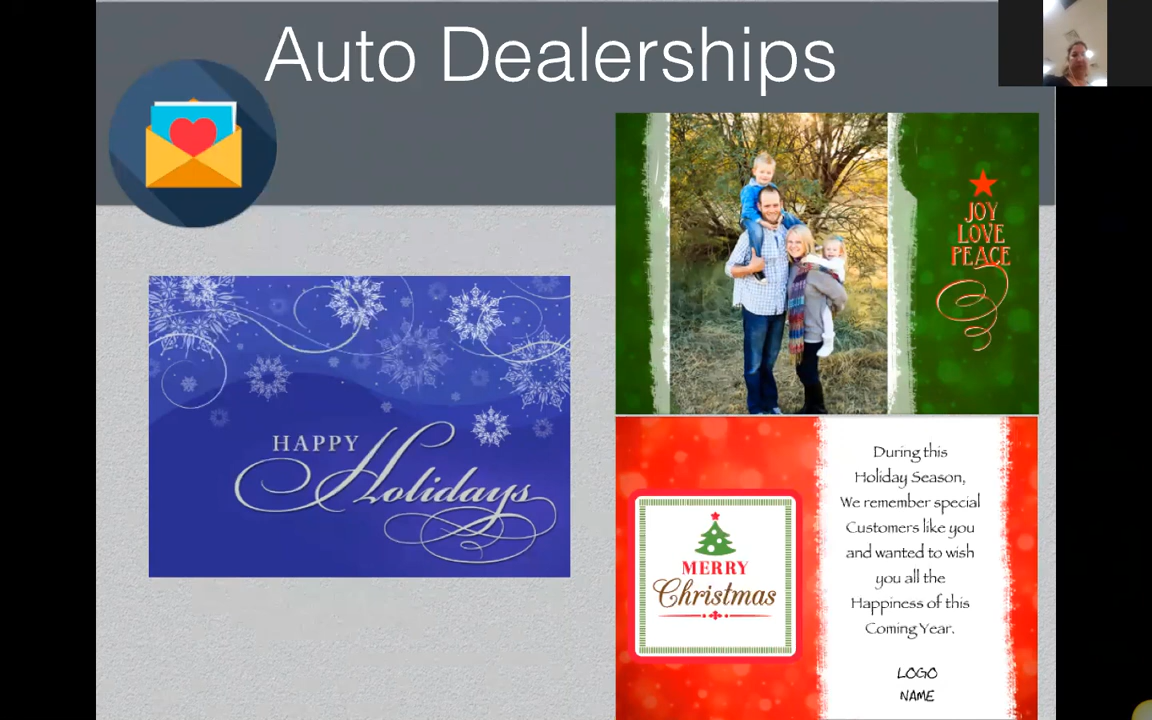 Auto Dealerships
HAPPY
Holidays
JOY
LOVE
PEACE
MERRY
Christmas
During this
Holiday Season,
We remember special
Customers like you
and wanted to wish
you all the
Happiness of this
Coming Year.
LOGO
NAME